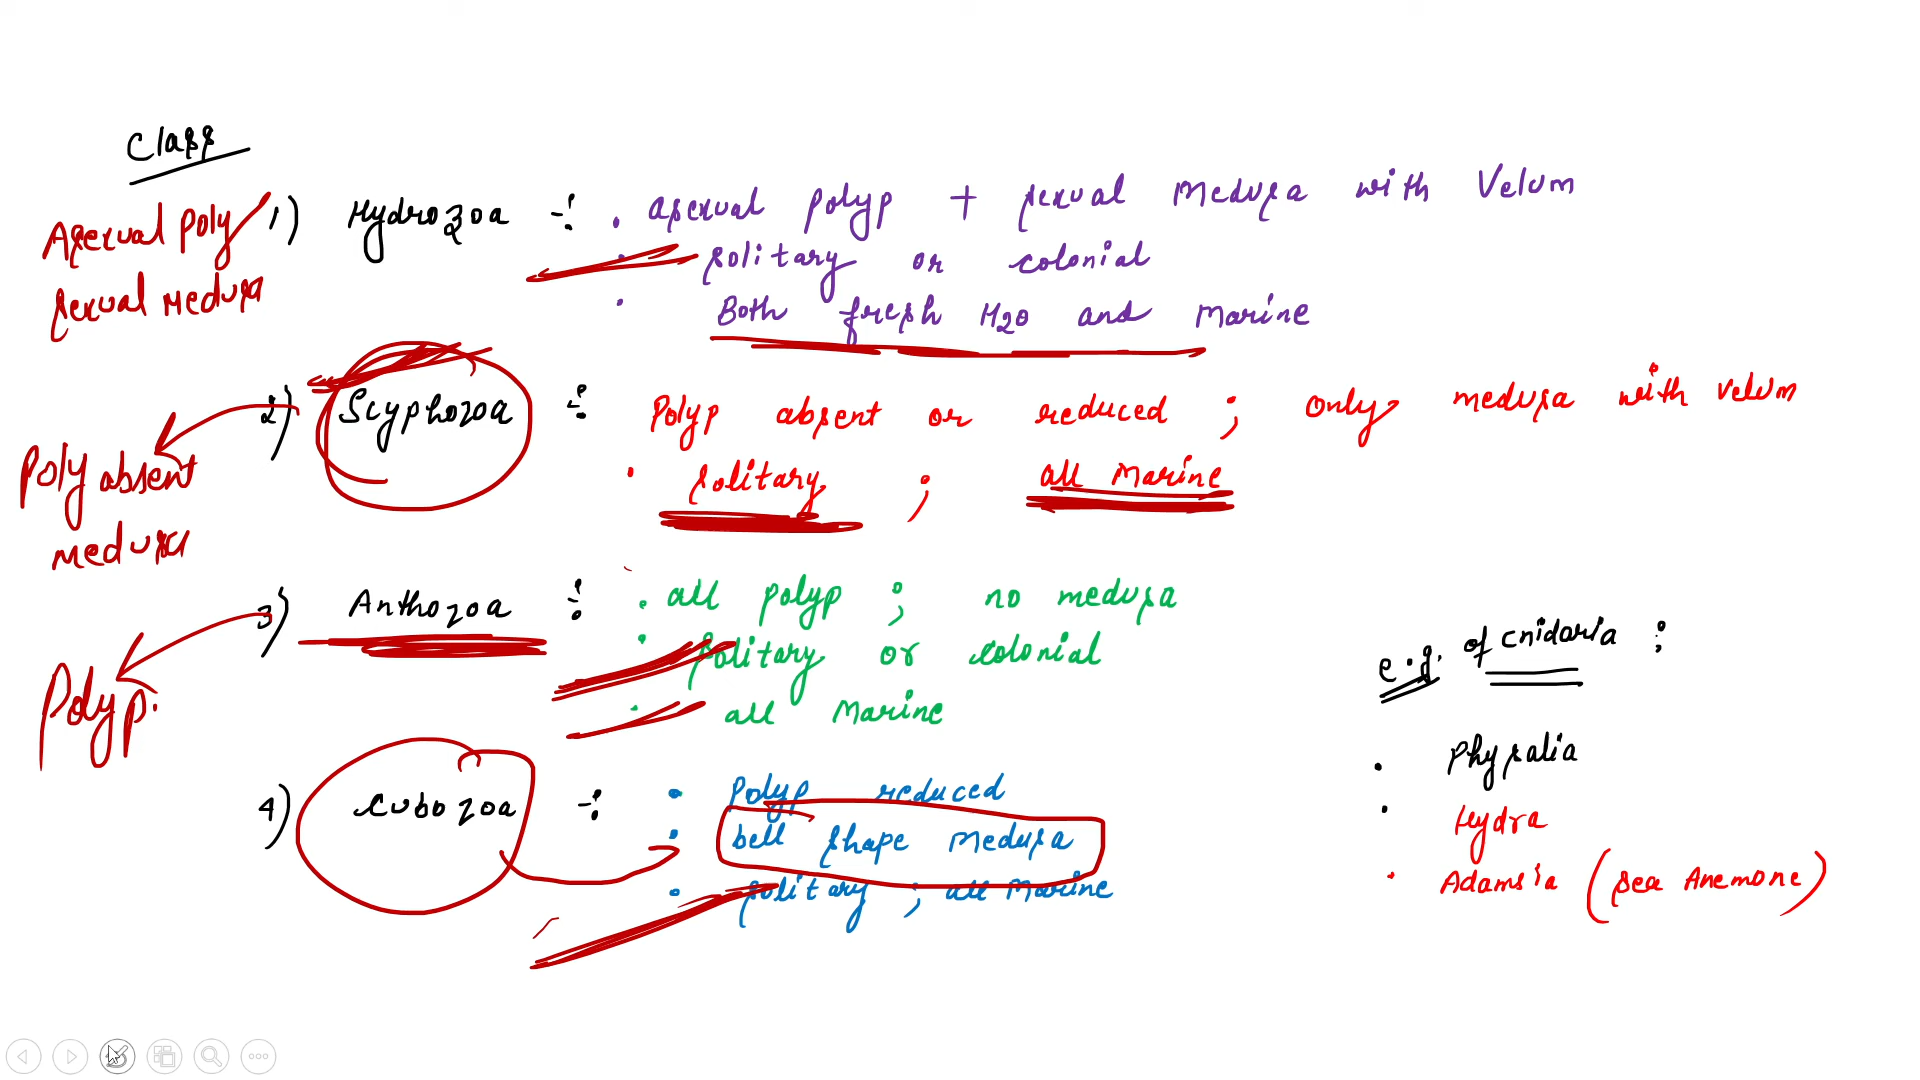 Class
1) Hydrozoa ÷ • asexual polyp + sexual Medusa with Velum
Asexual Poly
sexual Medusa
• solitary or colonial
• Both fresh H2O and Marine
2) Scyphozoa ÷ Polyp absent or reduced ; only medusa with velum
Poly absent
medusa
• solitary ; all Marine
3) Anthozoa ÷ • all polyp ; no medusa
Polyp.
• solitary or colonial
• all Marine
4) Cubozoa ÷ • Polyp reduced
• bell shape Medusa
• solitary ; all Marine
e.g. of cnidaria ;
• Physalia
• Hydra
• Adamsia (sea Anemone)